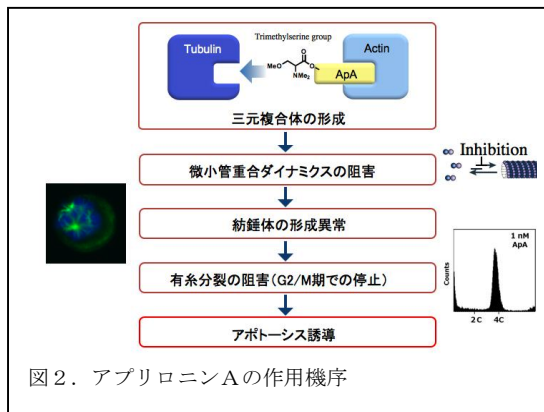 Trimethylserine group
Tubulin
Actin
MeO
O
O
NMe2
ApA
三元複合体の形成
微小管重合ダイナミクスの阻害
Inhibition
紡錘体の形成異常
1 nM
ApA
Counts
有糸分裂の阻害(G2/M期での停止)
2C 4C
アポトーシス誘導
図2．アプリロニンＡの作用機序